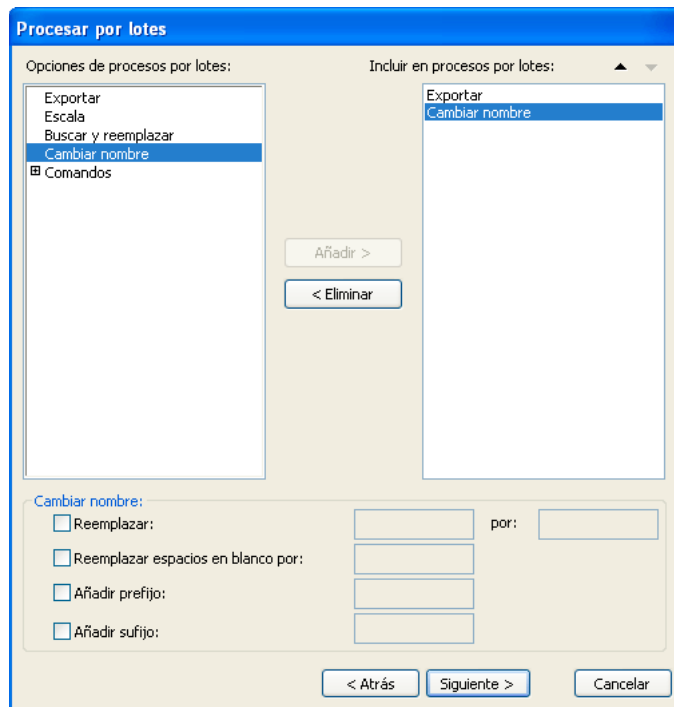 Procesar por lotes
Opciones de procesos por lotes:
Incluir en procesos por lotes:
Exportar
Escala
Buscar y reemplazar
Cambiar nombre
Comandos
Exportar
Cambiar nombre
Añadir >
< Eliminar
Cambiar nombre:
Reemplazar:
por:
Reemplazar espacios en blanco por:
Añadir prefijo:
Añadir sufijo:
< Atrás
Siguiente >
Cancelar